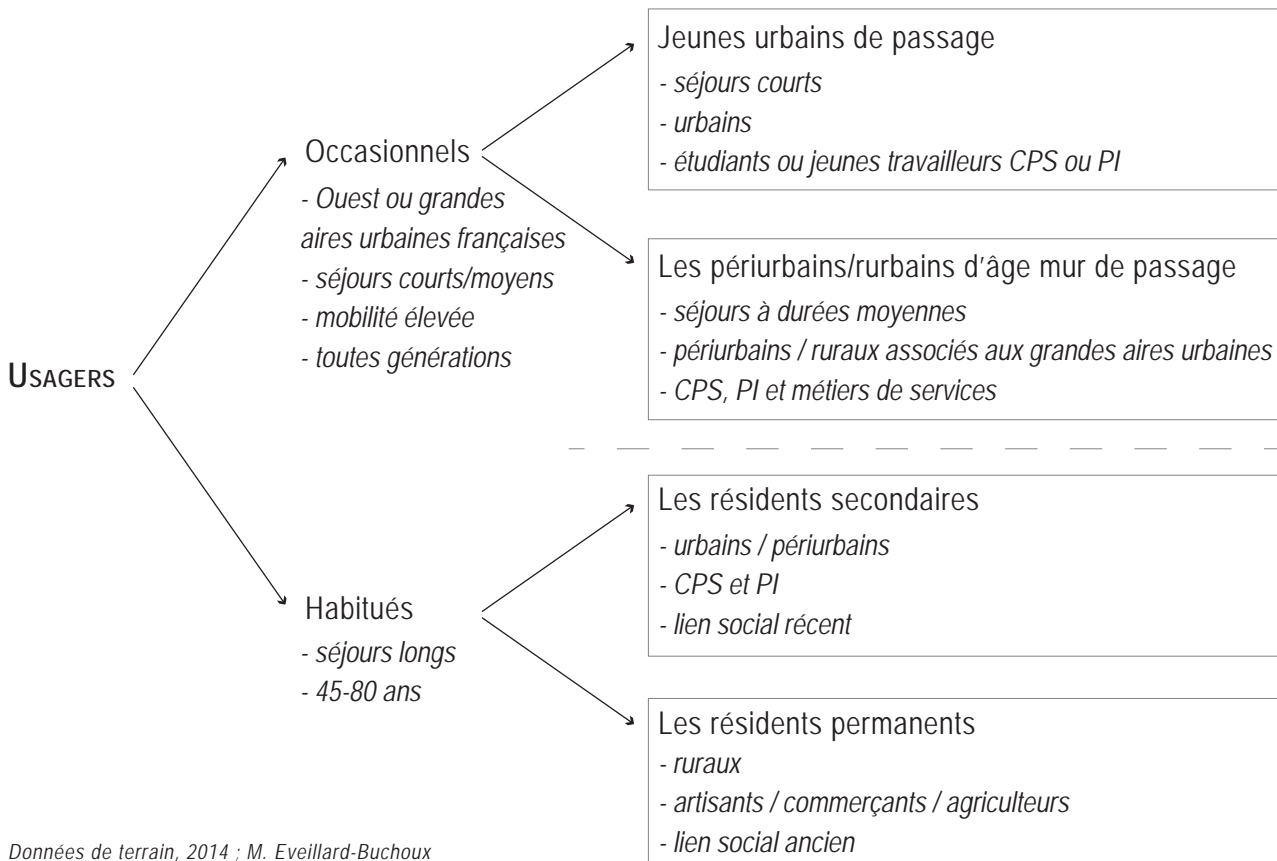 USAGERS
Occasionnels
- Ouest ou grandes
aires urbaines françaises
- séjours courts/moyens
- mobilité élevée
- toutes générations
Jeunes urbains de passage
- séjours courts
- urbains
- étudiants ou jeunes travailleurs CPS ou PI
Les périurbains/rurbains d'âge mur de passage
- séjours à durées moyennes
- périurbains / ruraux associés aux grandes aires urbaines
- CPS, PI et métiers de services
Habitués
- séjours longs
- 45-80 ans
Les résidents secondaires
- urbains / périurbains
- CPS et PI
- lien social récent
Les résidents permanents
- ruraux
- artisants / commerçants / agriculteurs
- lien social ancien
Données de terrain, 2014 ; M. Eveillard-Buchoux